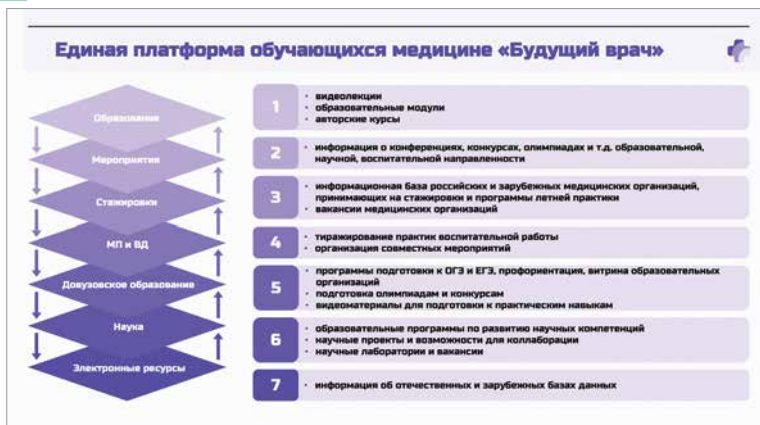 Единая платформа обучающихся медицине «Будущий врач»
Образование
Мероприятия
Стажировки
МП и ВД
Довузовское образование
Наука
Электронные ресурсы
1
• видеолекции
• образовательные модули
• авторские курсы
2
• информация о конференциях, конкурсах, олимпиадах и т.д. образовательной,
научной, воспитательной направленности
3
• информационная база российских и зарубежных медицинских организаций,
принимающих на стажировки и программы летней практики
• вакансии медицинских организаций
4
• тиражирование практик воспитательной работы
• организация совместных мероприятий
5
• программы подготовки к ОГЭ и ЕГЭ, профориентация, витрина образовательных
организаций
• подготовка олимпиадам и конкурсам
• видеоматериалы для подготовки к практическим навыкам
6
• образовательные программы по развитию научных компетенций
• научные проекты и возможности для коллаборации
• научные лаборатории и вакансии
7
• информация об отечественных и зарубежных базах данных